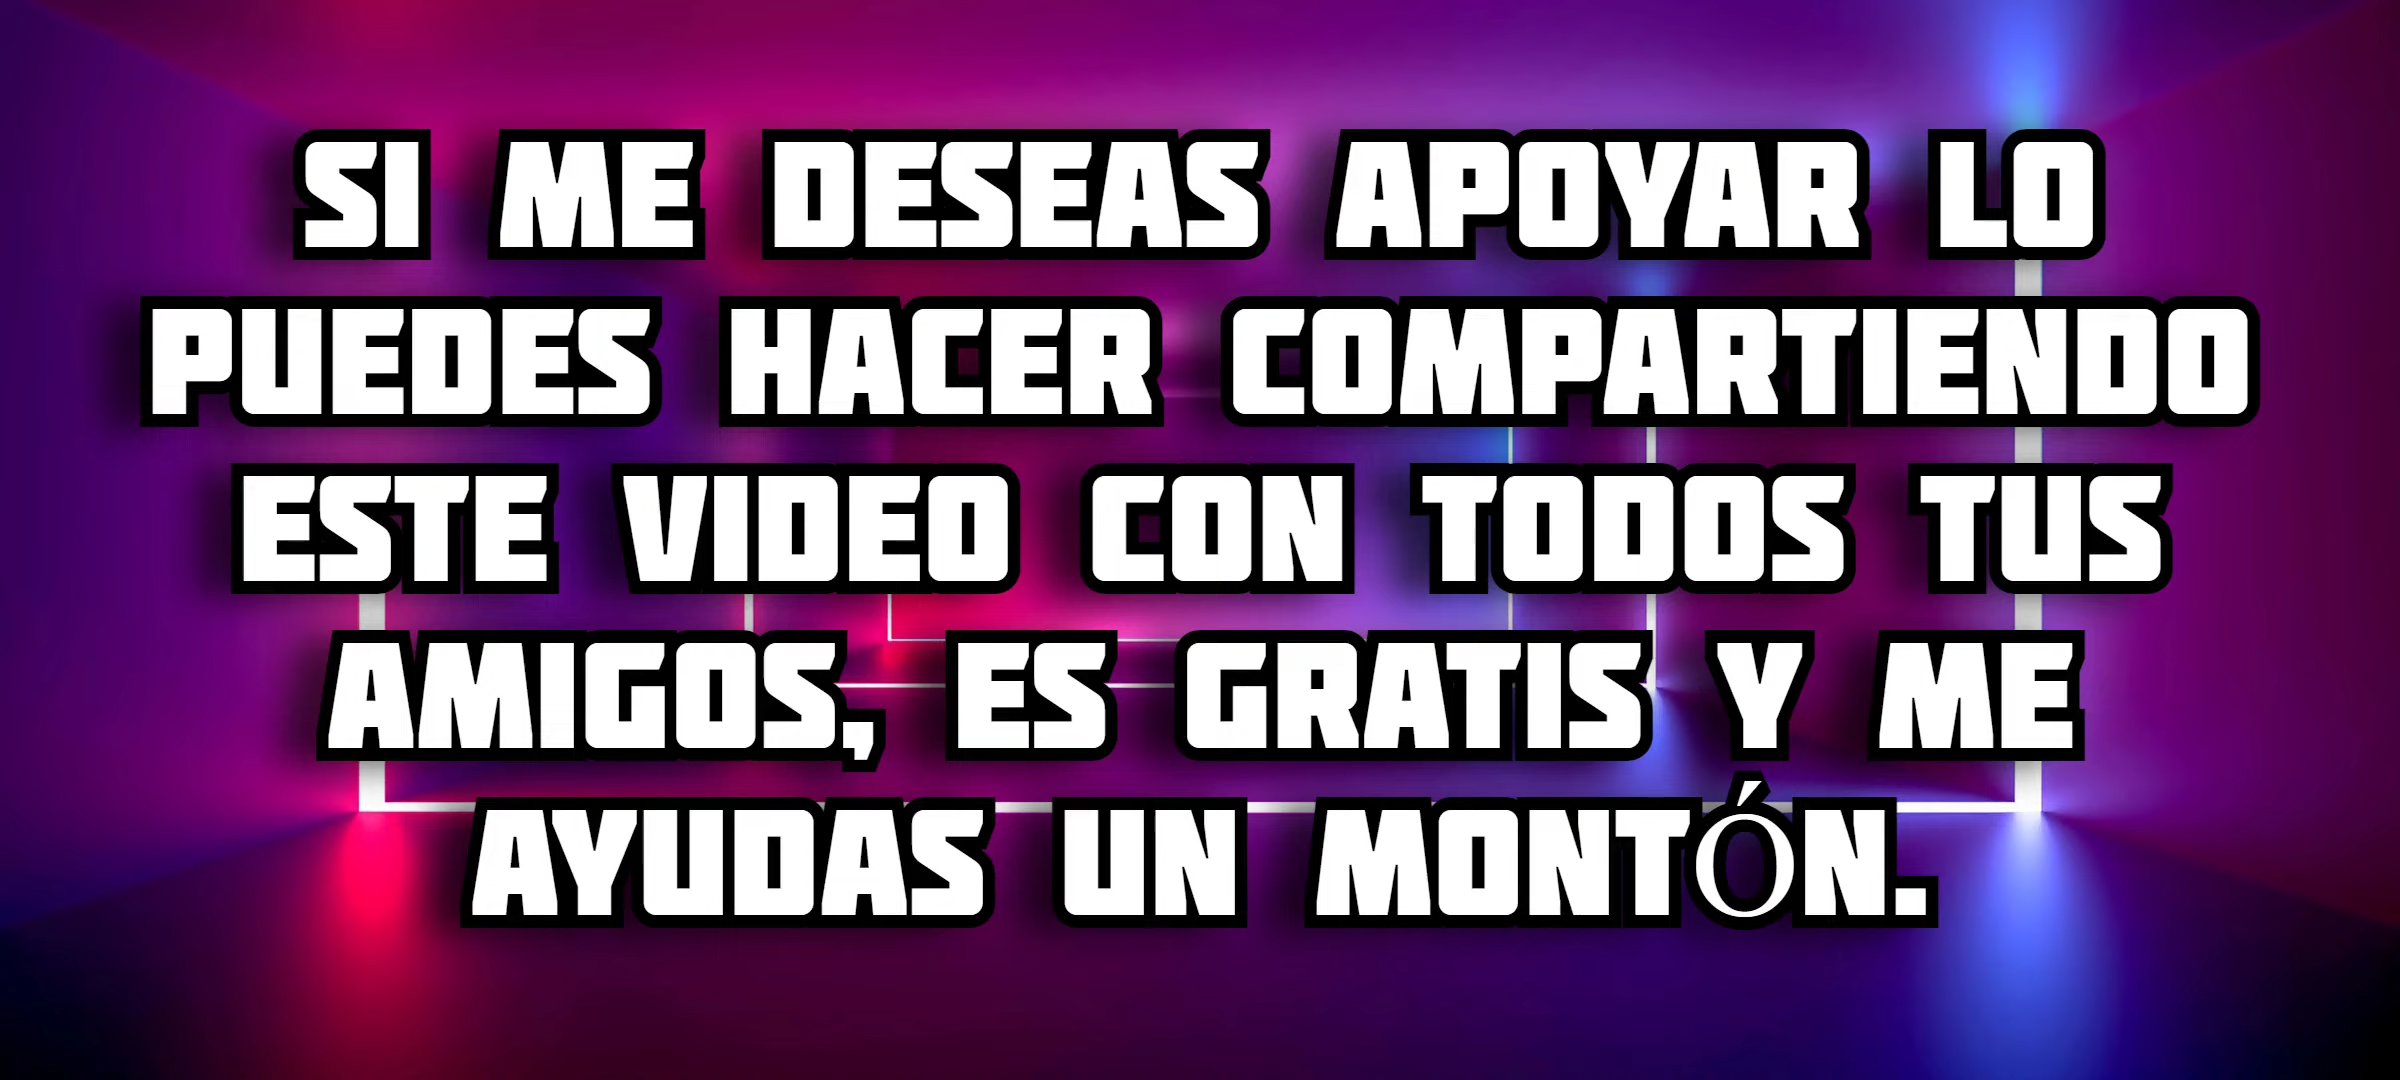 SI ME DESEAS APOYAR LO
PUEDES HACER COMPARTIENDO
ESTE VIDEO CON TODOS TUS
AMIGOS, ES GRATIS Y ME
AYUDAS UN MONTÓN.